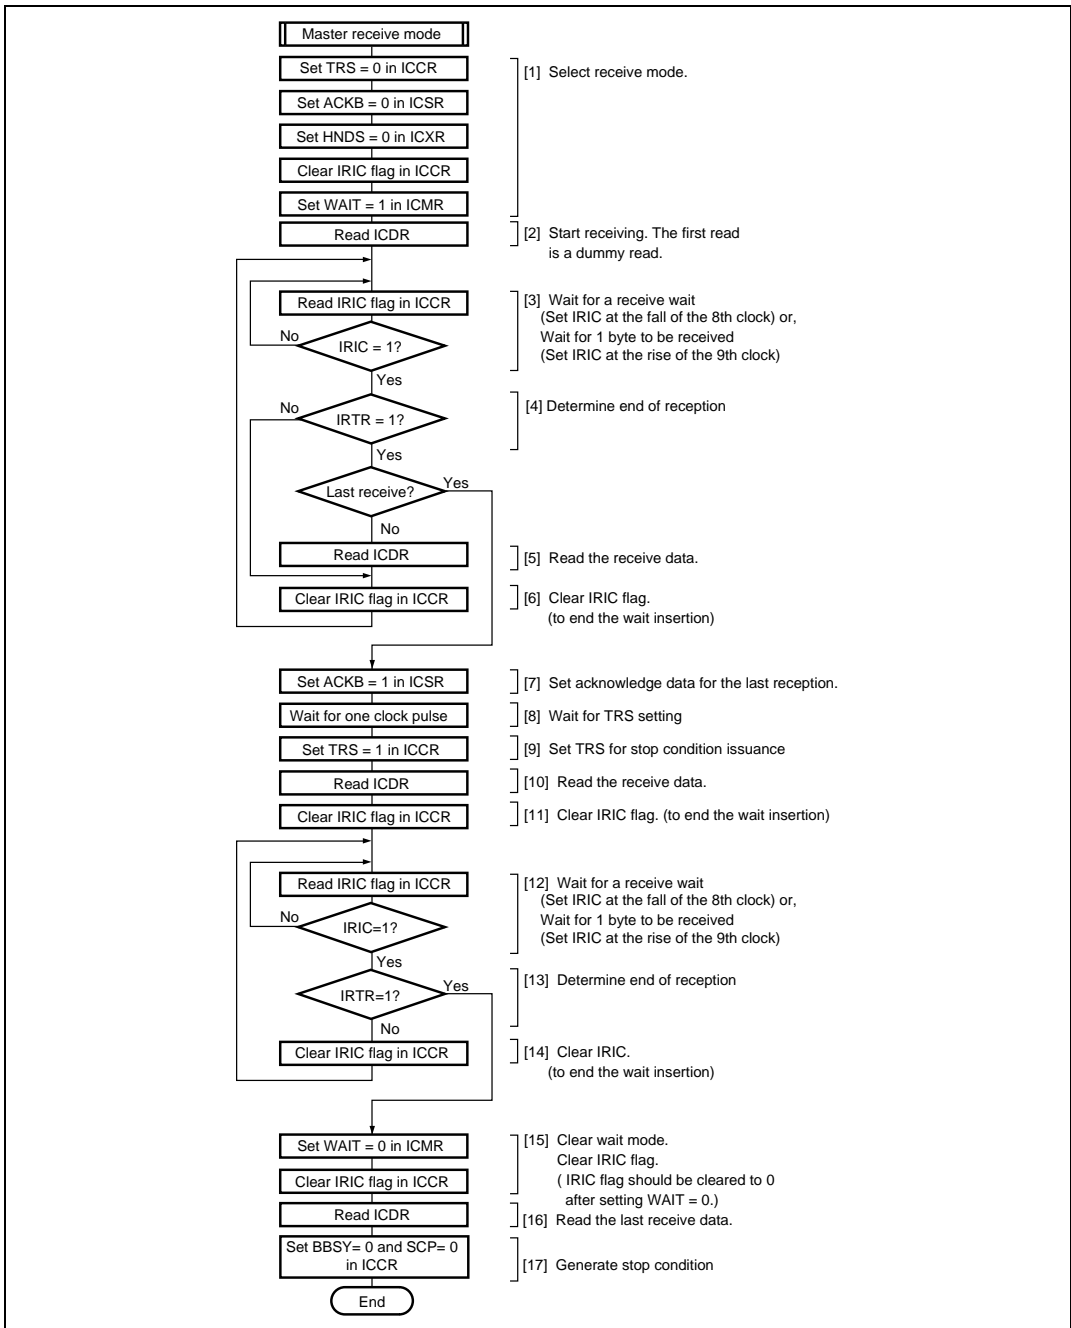 Master receive mode
Set TRS = 0 in ICCR
[1] Select receive mode.
Set ACKB = 0 in ICSR
Set HNDS = 0 in ICXR
Clear IRIC flag in ICCR
Set WAIT = 1 in ICMR
Read ICDR
[2] Start receiving. The first read
is a dummy read.
Read IRIC flag in ICCR
[3] Wait for a receive wait
(Set IRIC at the fall of the 8th clock) or,
Wait for 1 byte to be received
(Set IRIC at the rise of the 9th clock)
No
IRIC = 1?
Yes
No
IRTR = 1?
[4] Determine end of reception
Yes
Last receive?
Yes
No
Read ICDR
[5] Read the receive data.
Clear IRIC flag in ICCR
[6] Clear IRIC flag.
(to end the wait insertion)
Set ACKB = 1 in ICSR
[7] Set acknowledge data for the last reception.
Wait for one clock pulse
[8] Wait for TRS setting
Set TRS = 1 in ICCR
[9] Set TRS for stop condition issuance
Read ICDR
[10] Read the receive data.
Clear IRIC flag in ICCR
[11] Clear IRIC flag. (to end the wait insertion)
Read IRIC flag in ICCR
[12] Wait for a receive wait
(Set IRIC at the fall of the 8th clock) or,
Wait for 1 byte to be received
(Set IRIC at the rise of the 9th clock)
No
IRIC=1?
Yes
IRTR=1?
Yes
[13] Determine end of reception
No
Clear IRIC flag in ICCR
[14] Clear IRIC.
(to end the wait insertion)
Set WAIT = 0 in ICMR
[15] Clear wait mode.
Clear IRIC flag.
( IRIC flag should be cleared to 0
after setting WAIT = 0.)
Clear IRIC flag in ICCR
Read ICDR
[16] Read the last receive data.
Set BBSY= 0 and SCP= 0
in ICCR
[17] Generate stop condition
End